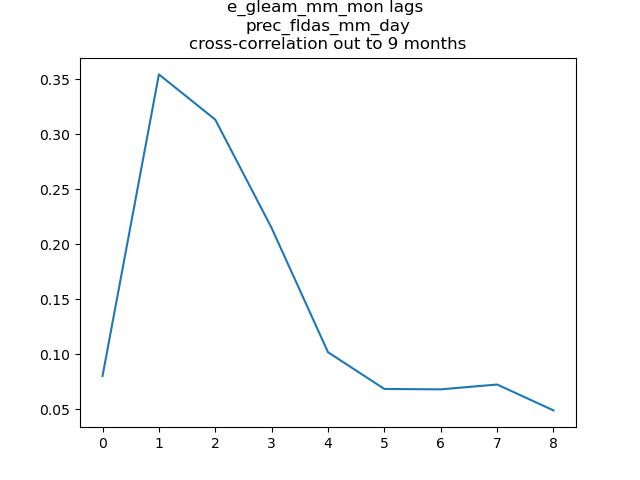 e_gleam_mm_mon lags
prec_fldas_mm_day
cross-correlation out to 9 months
0.35
0.30
0.25
0.20
0.15
0.10
0.05
0 1 2 3 4 5 6 7 8